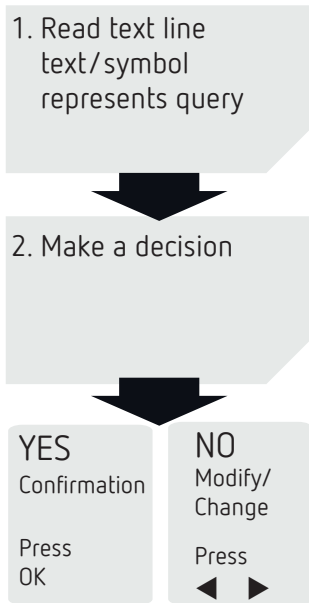 1. Read text line
text/symbol
represents query
2. Make a decision
YES
Confirmation
Press
OK
NO
Modify/
Change
Press
◀ ▶